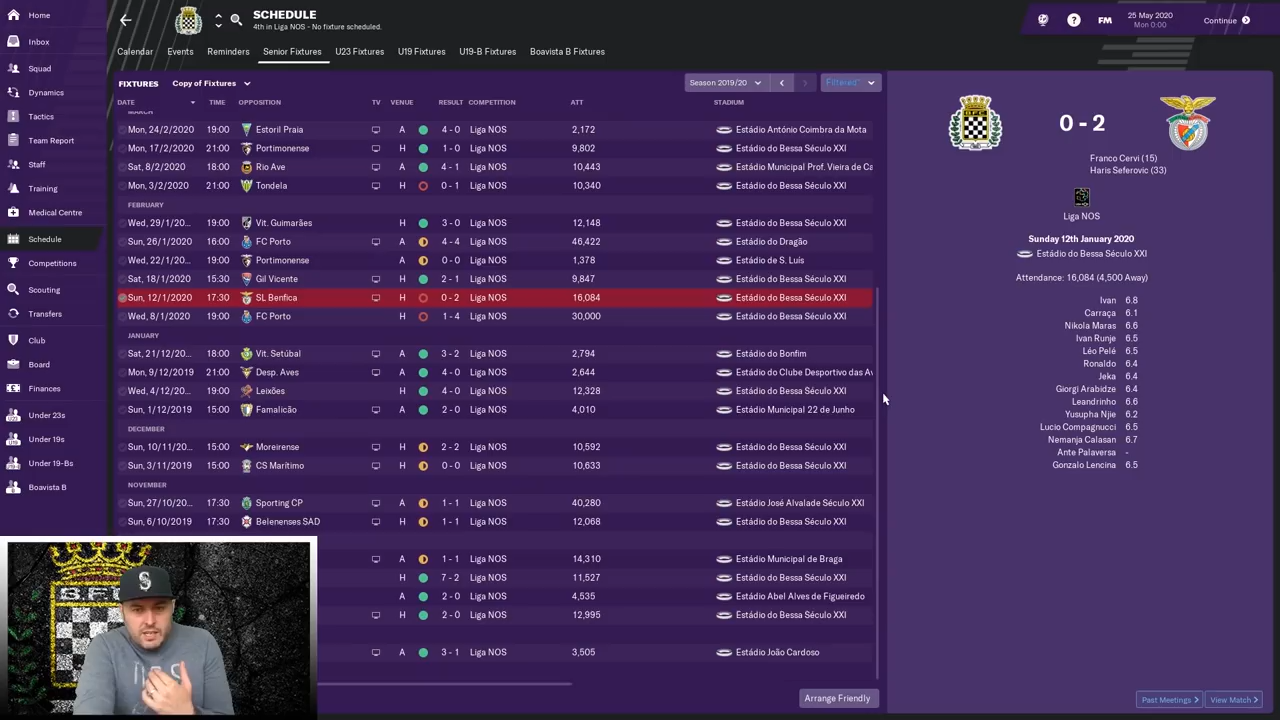 Home
Inbox
Squad
Dynamics
Tactics
Team Report
Staff
Training
Medical Centre
Schedule
Competitions
Scouting
Transfers
Club
Board
Finances
Under 23s
Under 19s
Under 19-Bs
Boavista B
SCHEDULE
4th in Liga NOS - No fixture scheduled.
FM
25 May 2020
Mon 0:00
Continue
Calendar Events Reminders Senior Fixtures U23 Fixtures U19 Fixtures U19-B Fixtures Boavista B Fixtures
FIXTURES Copy of Fixtures Season 2019/20 Filtered*
DATE TIME OPPOSITION TV VENUE RESULT COMPETITION ATT STADIUM
MARCH
Mon, 24/2/2020 19:00 Estoril Praia A 4 - 0 Liga NOS 2,172 Estádio António Coimbra da Mota
Mon, 17/2/2020 21:00 Portimonense H 1 - 0 Liga NOS 9,802 Estádio do Bessa Século XXI
Sat, 8/2/2020 18:00 Rio Ave A 4 - 1 Liga NOS 10,443 Estádio Municipal Prof. Vieira de Ca
Mon, 3/2/2020 21:00 Tondela H 0 - 1 Liga NOS 10,340 Estádio do Bessa Século XXI
FEBRUARY
Wed, 29/1/20... 19:00 Vit. Guimarães H 3 - 0 Liga NOS 12,148 Estádio do Bessa Século XXI
Sun, 26/1/2020 16:00 FC Porto A 4 - 4 Liga NOS 46,422 Estádio do Dragão
Wed, 22/1/20... 19:00 Portimonense A 0 - 0 Liga NOS 1,378 Estádio de S. Luís
Sat, 18/1/2020 15:30 Gil Vicente H 2 - 1 Liga NOS 9,847 Estádio do Bessa Século XXI
Sun, 12/1/2020 17:30 SL Benfica H 0 - 2 Liga NOS 16,084 Estádio do Bessa Século XXI
Wed, 8/1/2020 19:00 FC Porto H 1 - 4 Liga NOS 30,000 Estádio do Bessa Século XXI
JANUARY
Sat, 21/12/20... 18:00 Vit. Setúbal A 3 - 2 Liga NOS 2,794 Estádio do Bonfim
Mon, 9/12/2019 21:00 Desp. Aves A 4 - 0 Liga NOS 2,644 Estádio do Clube Desportivo das Av
Wed, 4/12/20... 19:00 Leixões H 4 - 0 Liga NOS 12,328 Estádio do Bessa Século XXI
Sun, 1/12/2019 15:00 Famalicão A 2 - 0 Liga NOS 4,010 Estádio Municipal 22 de Junho
DECEMBER
Sun, 10/11/20... 15:00 Moreirense H 2 - 2 Liga NOS 10,592 Estádio do Bessa Século XXI
Sun, 3/11/2019 15:00 CS Marítimo H 0 - 0 Liga NOS 10,633 Estádio do Bessa Século XXI
NOVEMBER
Sun, 27/10/20... 17:30 Sporting CP A 1 - 1 Liga NOS 40,280 Estádio José Alvalade Século XXI
Sun, 6/10/2019 17:30 Belenenses SAD H 1 - 1 Liga NOS 12,068 Estádio do Bessa Século XXI
A 1 - 1 Liga NOS 14,310 Estádio Municipal de Braga
H 7 - 2 Liga NOS 11,527 Estádio do Bessa Século XXI
A 2 - 0 Liga NOS 4,535 Estádio Abel Alves de Figueiredo
H 2 - 0 Liga NOS 12,995 Estádio do Bessa Século XXI
A 3 - 1 Liga NOS 3,505 Estádio João Cardoso
Arrange Friendly
0 - 2
Franco Cervi (15)
Haris Seferovic (33)
Liga NOS
Sunday 12th January 2020
Estádio do Bessa Século XXI
Attendance: 16,084 (4,500 Away)
Ivan 6.8
Carraça 6.1
Nikola Maras 6.6
Ivan Runje 6.5
Léo Pelé 6.5
Ronaldo 6.4
Jeka 6.4
Giorgi Arabidze 6.4
Leandrinho 6.6
Yusupha Njie 6.2
Lucio Compagnucci 6.5
Nemanja Calasan 6.7
Ante Palaversa -
Gonzalo Lencina 6.5
Past Meetings View Match